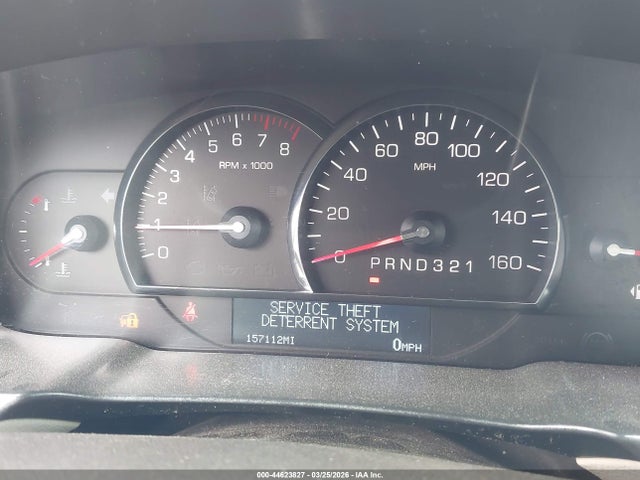 0 1 2 3 4 5 6 7 8
RPM x 1000
0 20 40 60 80 100 120 140 160
MPH
PRND321
SERVICE THEFT
DETERRENT SYSTEM
157112MI 0MPH
000-44623827 - 03/25/2026 - IAA Inc.